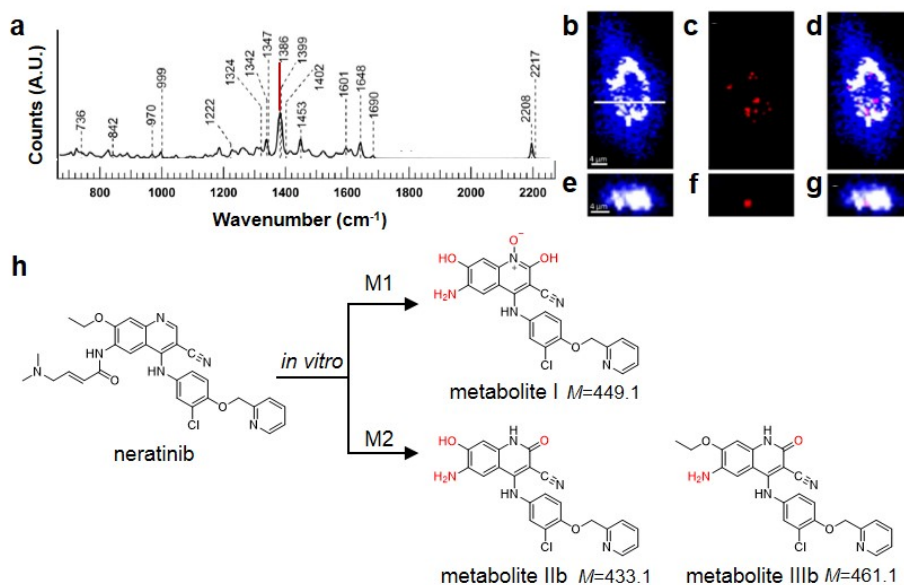 a
Counts (A.U.)
736
842
970
999
1222
1324
1342
1347
1386
1399
1402
1453
1601
1648
1690
2208
2217
800
1000
1200
1400
1600
1800
2000
2200
Wavenumber (cm⁻¹)
b
c
d
4 µm
e
f
g
4 µm
h
neratinib
in vitro
M1
M2
O
N
HN
N
O
CN
HN
Cl
O
N
O⁻
HO
N⁺
OH
H₂N
C≡N
HN
Cl
O
N
metabolite I M=449.1
H
HO
N
O
H₂N
C≡N
HN
Cl
O
N
metabolite IIb M=433.1
H
O
N
O
H₂N
C≡N
HN
Cl
O
N
metabolite IIIb M=461.1